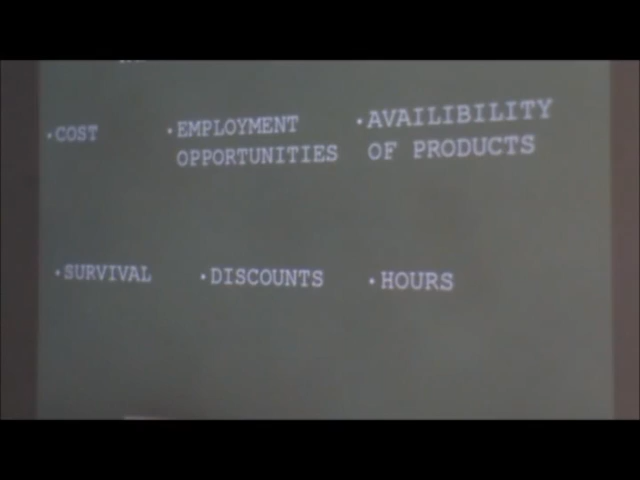 •COST
•EMPLOYMENT
OPPORTUNITIES
•AVAILIBILITY
OF PRODUCTS
•SURVIVAL
•DISCOUNTS
•HOURS